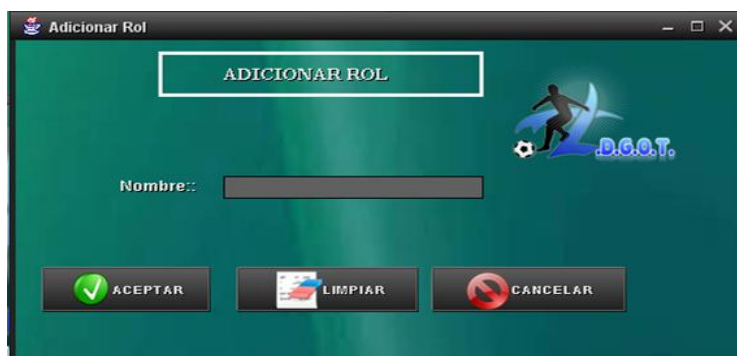 Adicionar Rol
ADICIONAR ROL
.D.G.O.T.
Nombre::
ACEPTAR
LIMPIAR
CANCELAR